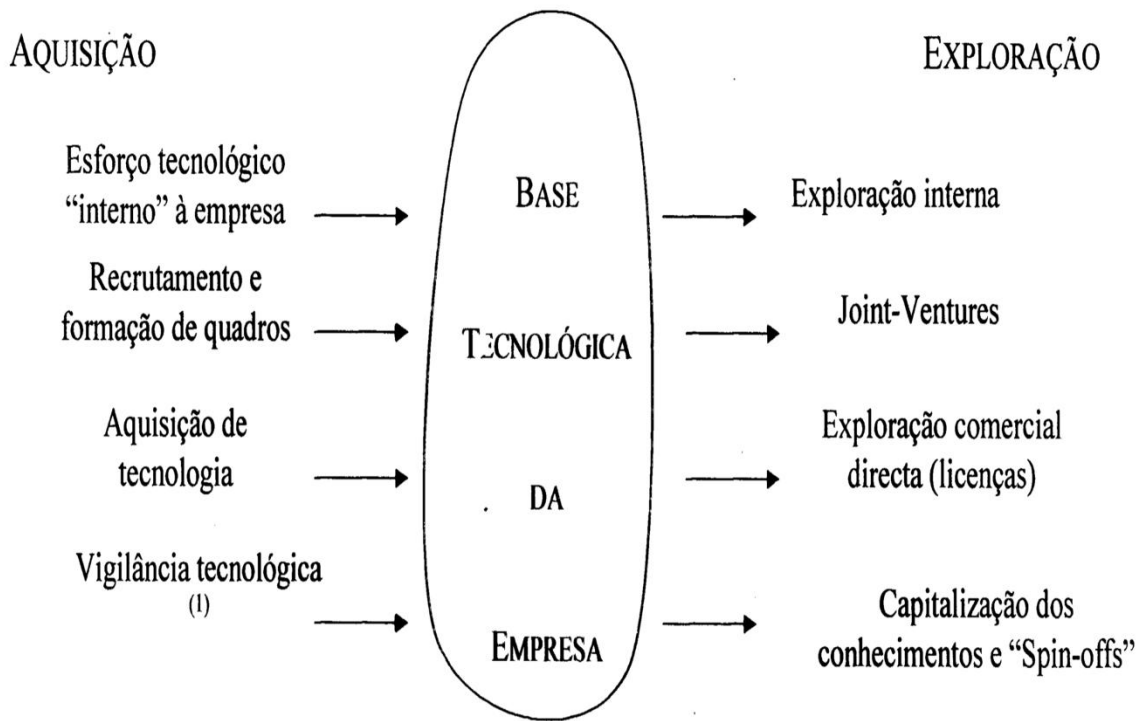 AQUISIÇÃO
Esforço tecnológico
“interno” à empresa
Recrutamento e
formação de quadros
Aquisição de
tecnologia
Vigilância tecnológica
(1)
BASE
TECNOLÓGICA
DA
EMPRESA
EXPLORAÇÃO
Exploração interna
Joint-Ventures
Exploração comercial
directa (licenças)
Capitalização dos
conhecimentos e “Spin-offs”